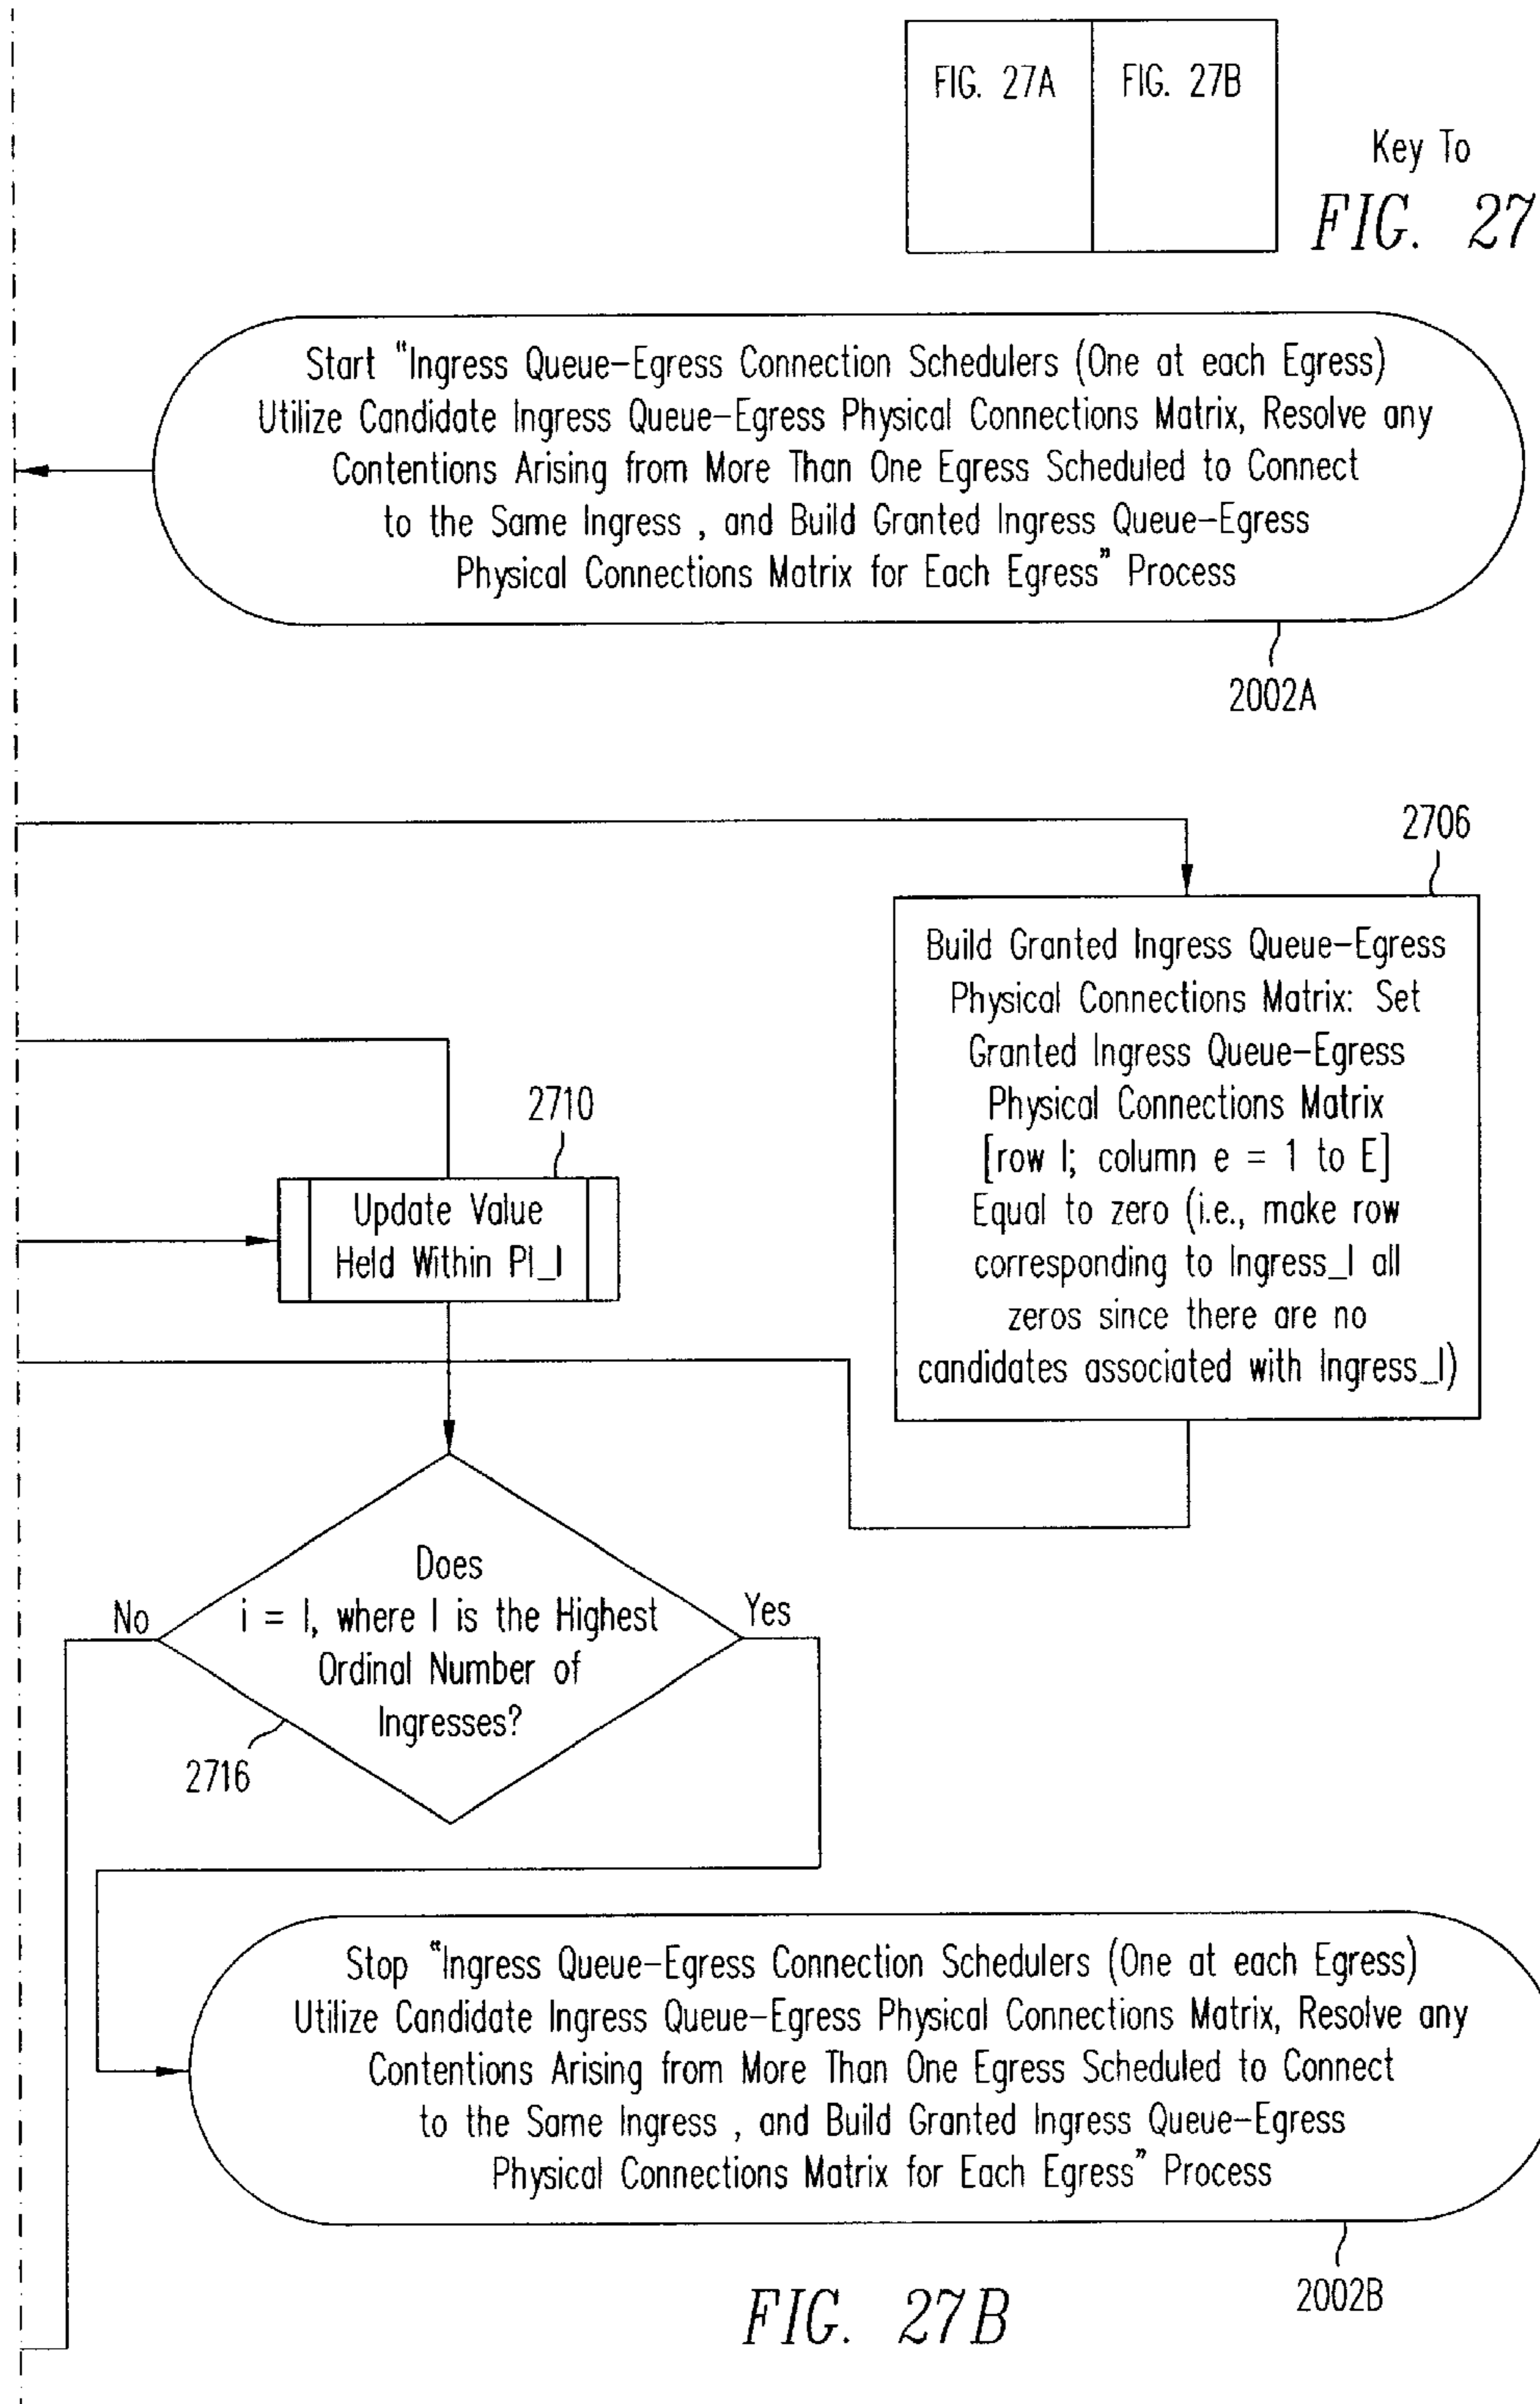 FIG. 27A
FIG. 27B
Key To
FIG. 27
Start "Ingress Queue-Egress Connection Schedulers (One at each Egress)
Utilize Candidate Ingress Queue-Egress Physical Connections Matrix, Resolve any
Contentions Arising from More Than One Egress Scheduled to Connect
to the Same Ingress , and Build Granted Ingress Queue-Egress
Physical Connections Matrix for Each Egress" Process
2002A
2706
Build Granted Ingress Queue-Egress
Physical Connections Matrix: Set
Granted Ingress Queue-Egress
Physical Connections Matrix
[row I; column e = 1 to E]
Equal to zero (i.e., make row
corresponding to Ingress_I all
zeros since there are no
candidates associated with Ingress_I)
2710
Update Value
Held Within PI_I
Does
i = I, where I is the Highest
Ordinal Number of
Ingresses?
No
Yes
2716
Stop "Ingress Queue-Egress Connection Schedulers (One at each Egress)
Utilize Candidate Ingress Queue-Egress Physical Connections Matrix, Resolve any
Contentions Arising from More Than One Egress Scheduled to Connect
to the Same Ingress , and Build Granted Ingress Queue-Egress
Physical Connections Matrix for Each Egress" Process
2002B
FIG. 27B